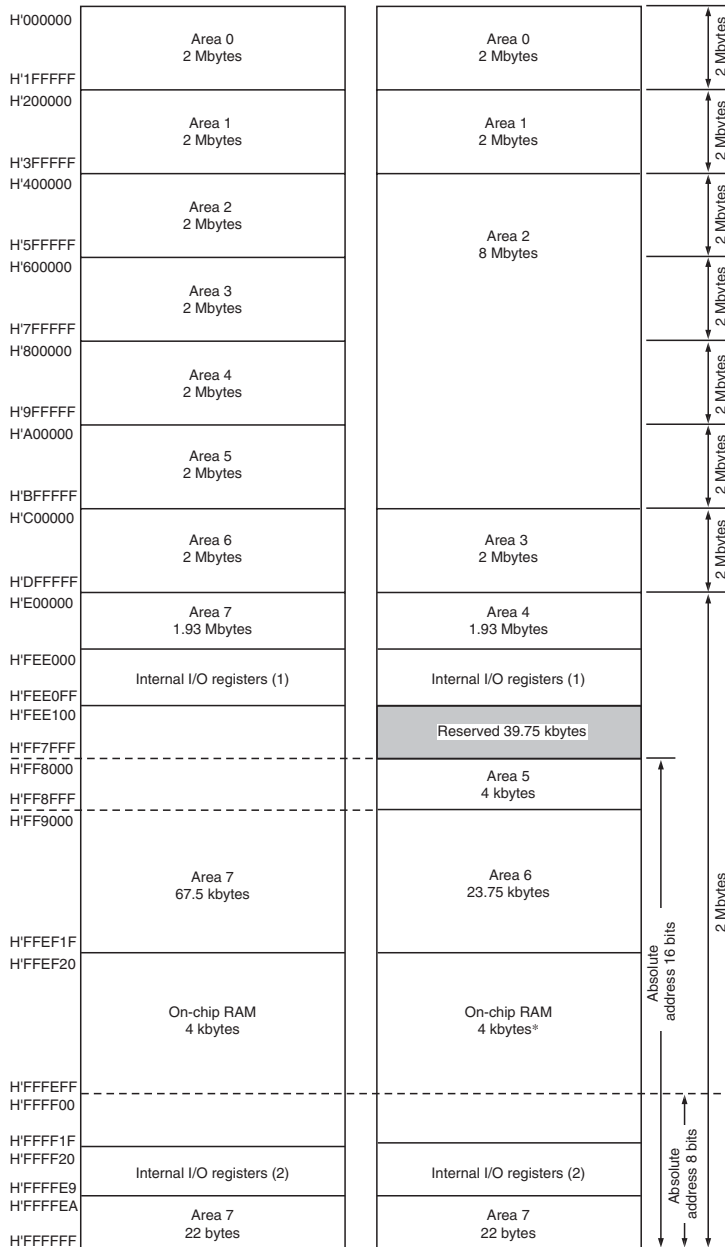 H'000000
H'1FFFFF
H'200000
H'3FFFFF
H'400000
H'5FFFFF
H'600000
H'7FFFFF
H'800000
H'9FFFFF
H'A00000
H'BFFFFF
H'C00000
H'DFFFFF
H'E00000
H'FEE000
H'FEE0FF
H'FEE100
H'FF7FFF
H'FF8000
H'FF8FFF
H'FF9000
H'FFEF1F
H'FFEF20
H'FFFEFF
H'FFFF00
H'FFFF1F
H'FFFF20
H'FFFFE9
H'FFFFEA
H'FFFFFF
Area 0
2 Mbytes
Area 1
2 Mbytes
Area 2
2 Mbytes
Area 3
2 Mbytes
Area 4
2 Mbytes
Area 5
2 Mbytes
Area 6
2 Mbytes
Area 7
1.93 Mbytes
Internal I/O registers (1)
Area 7
67.5 kbytes
On-chip RAM
4 kbytes
Internal I/O registers (2)
Area 7
22 bytes
Area 0
2 Mbytes
Area 1
2 Mbytes
Area 2
8 Mbytes
Area 3
2 Mbytes
Area 4
1.93 Mbytes
Internal I/O registers (1)
Reserved 39.75 kbytes
Area 5
4 kbytes
Area 6
23.75 kbytes
On-chip RAM
4 kbytes*
Internal I/O registers (2)
Area 7
22 bytes
2 Mbytes
2 Mbytes
2 Mbytes
2 Mbytes
2 Mbytes
2 Mbytes
2 Mbytes
2 Mbytes
Absolute
address 16 bits
Absolute
address 8 bits